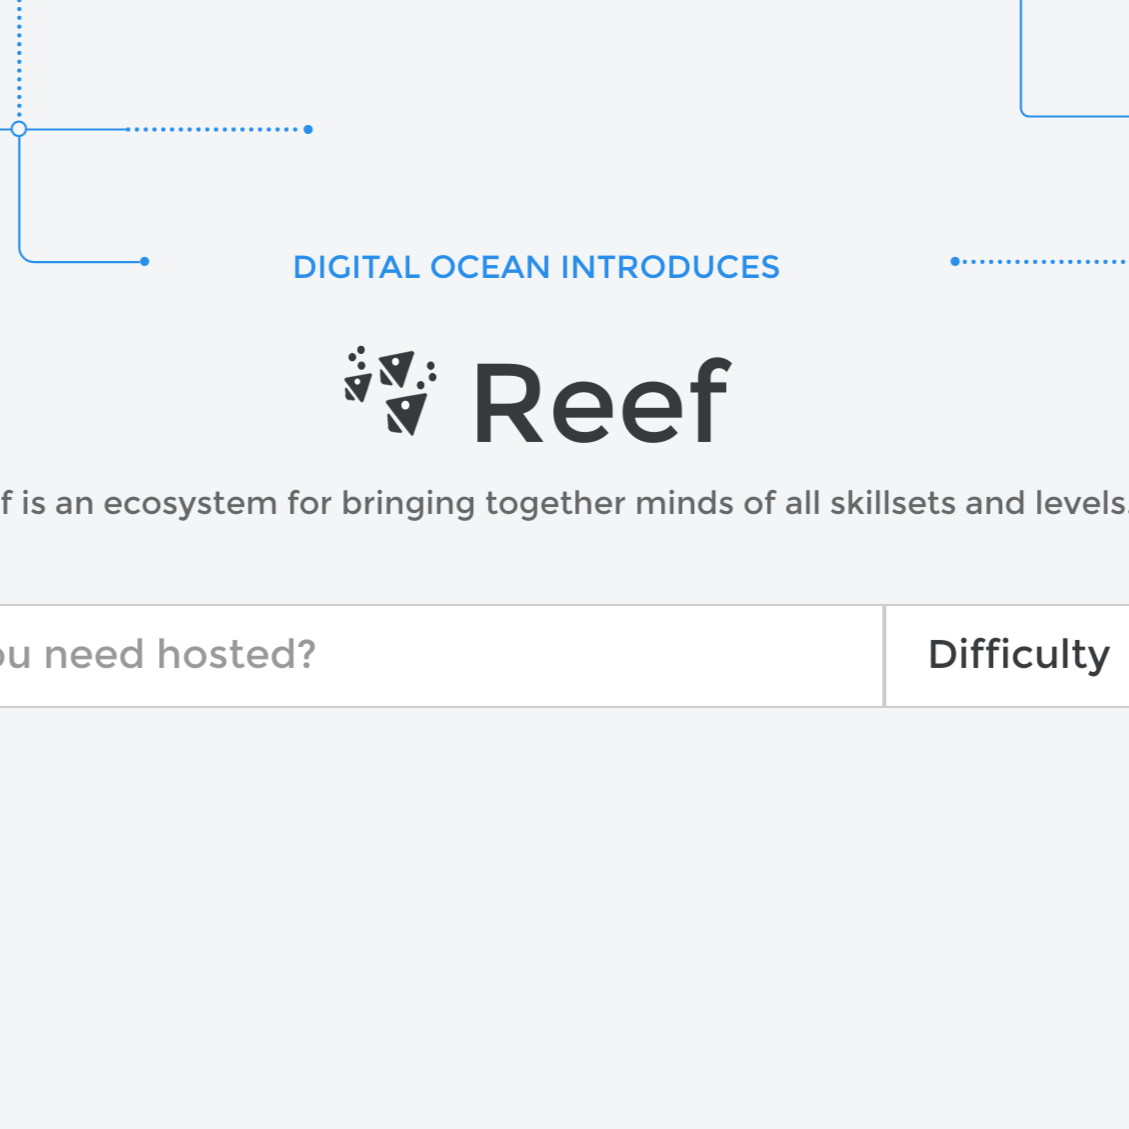 DIGITAL OCEAN INTRODUCES
Reef
f is an ecosystem for bringing together minds of all skillsets and levels.
ou need hosted?
Difficulty